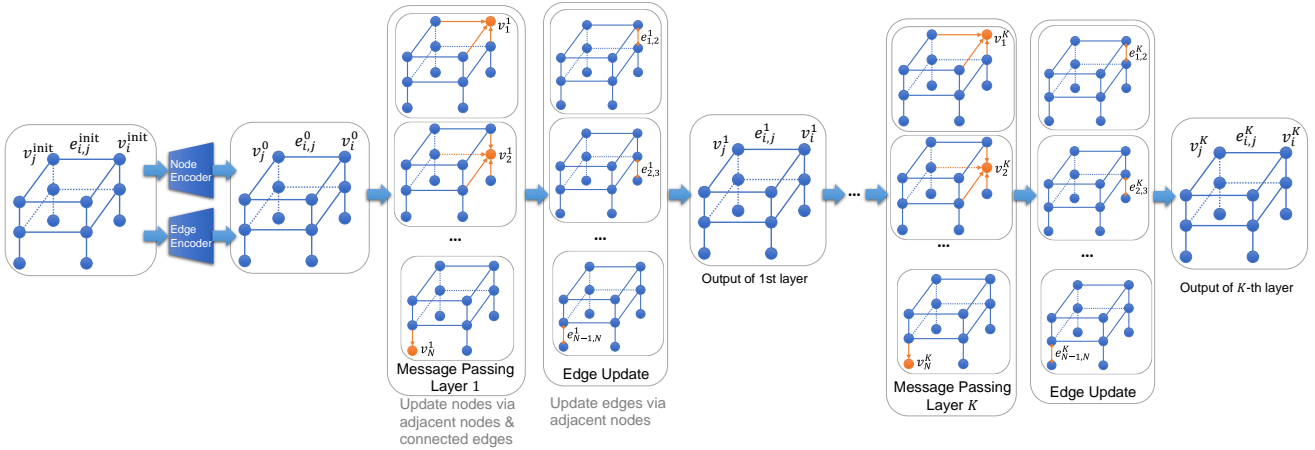 $v_j^{\text{init}}$ $e_{i,j}^{\text{init}}$ $v_i^{\text{init}}$
Node
Encoder
Edge
Encoder
$v_j^0$ $e_{i,j}^0$ $v_i^0$
$v_1^1$
$v_2^1$
...
$v_N^1$
Message Passing
Layer 1
Update nodes via
adjacent nodes &
connected edges
$e_{1,2}^1$
$e_{2,3}^1$
...
$e_{N-1,N}^1$
Edge Update
Update edges via
adjacent nodes
$v_j^1$ $e_{i,j}^1$ $v_i^1$
Output of 1st layer
...
$v_1^K$
$v_2^K$
...
$v_N^K$
Message Passing
Layer $K$
$e_{1,2}^K$
$e_{2,3}^K$
...
$e_{N-1,N}^K$
Edge Update
$v_j^K$ $e_{i,j}^K$ $v_i^K$
Output of $K$-th layer